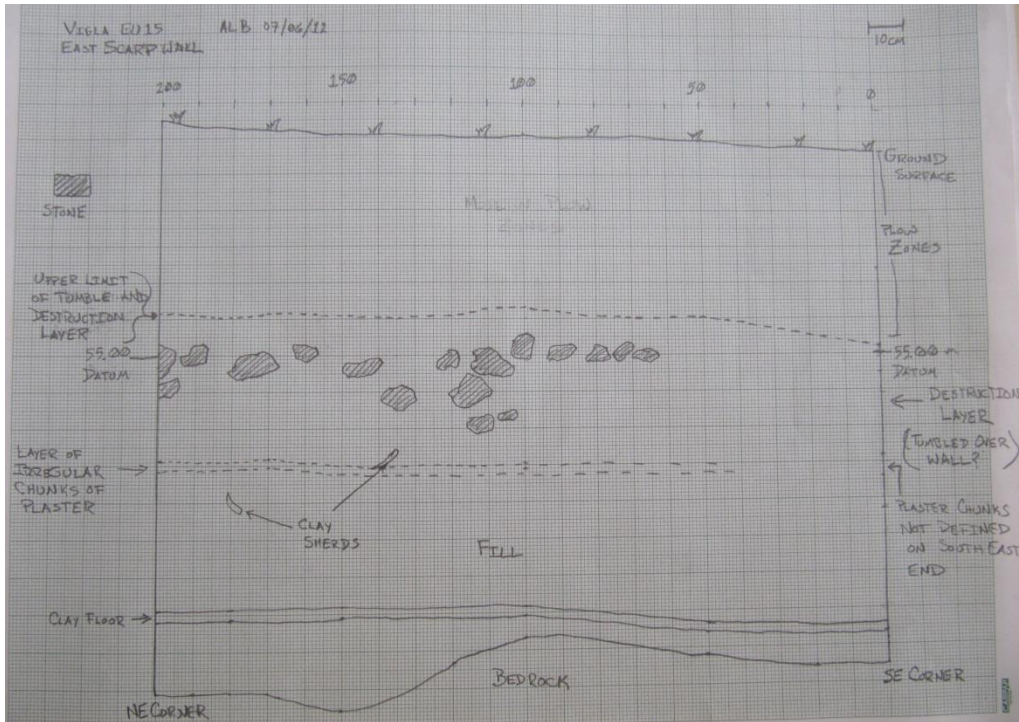 VIGLA EU15 ALB 07/06/12
EAST SCARP WALL
10cm
200 150 100 50 0
GROUND
SURFACE
STONE
MODERN PLOW
ZONES
PLOW
ZONES
UPPER LIMIT
OF TUMBLE AND
DESTRUCTION
LAYER
55.00
DATUM
55.00 m
DATUM
DESTRUCTION
LAYER
(TUMBLED OVER
WALL?)
LAYER OF
IRREGULAR
CHUNKS OF
PLASTER
CLAY
SHERDS
PLASTER CHUNKS
NOT DEFINED
ON SOUTH EAST
END
FILL
CLAY FLOOR
BEDROCK
NE CORNER
SE CORNER